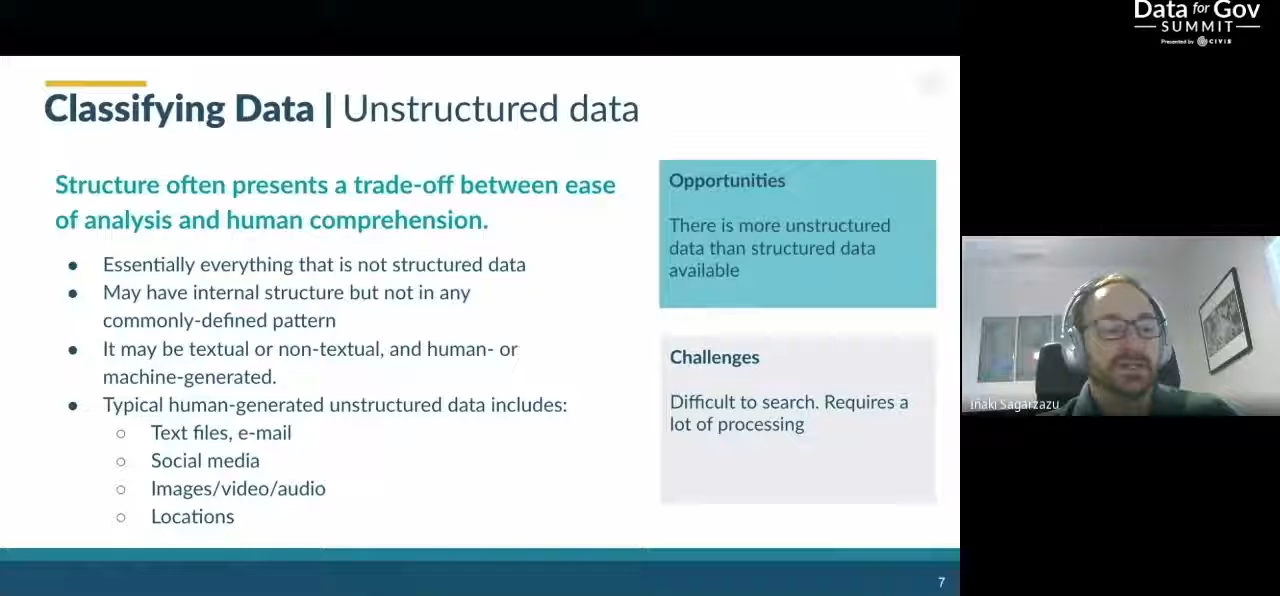 Data for Gov
SUMMIT
Presented by CIVIS
Classifying Data | Unstructured data
Structure often presents a trade-off between ease
of analysis and human comprehension.
● Essentially everything that is not structured data
● May have internal structure but not in any
commonly-defined pattern
● It may be textual or non-textual, and human- or
machine-generated.
● Typical human-generated unstructured data includes:
○ Text files, e-mail
○ Social media
○ Images/video/audio
○ Locations
Opportunities
There is more unstructured
data than structured data
available
Challenges
Difficult to search. Requires a
lot of processing
Iñaki Sagarzazu
7